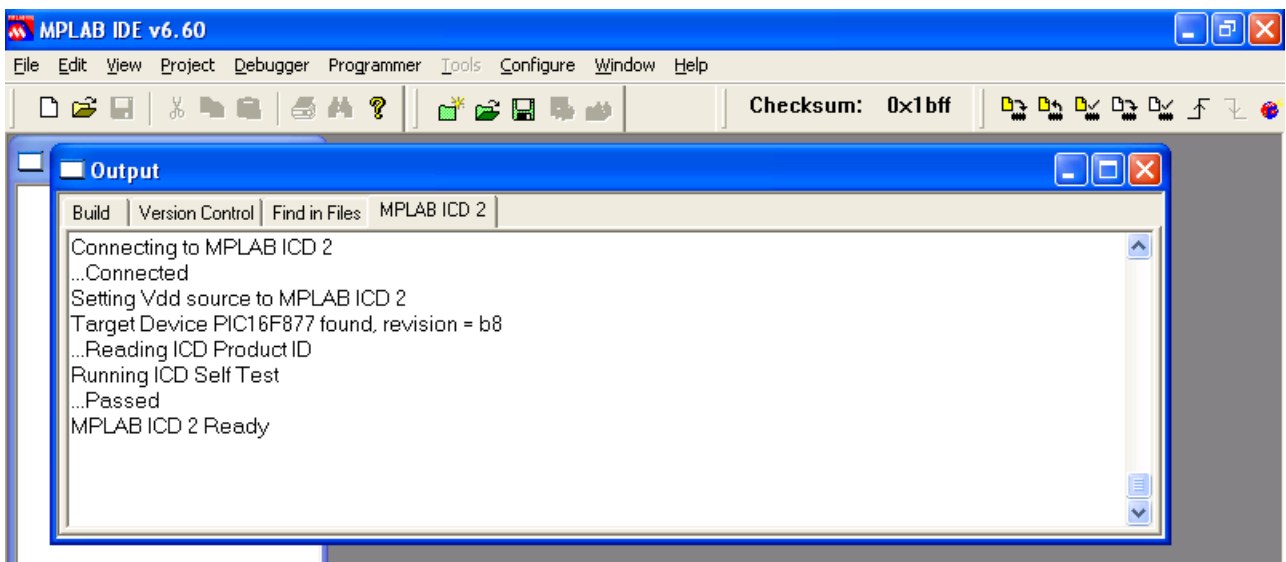 MPLAB IDE v6.60
File Edit View Project Debugger Programmer Tools Configure Window Help
Checksum: 0x1bff
Output
Build Version Control Find in Files MPLAB ICD 2
Connecting to MPLAB ICD 2
...Connected
Setting Vdd source to MPLAB ICD 2
Target Device PIC16F877 found, revision = b8
...Reading ICD Product ID
Running ICD Self Test
...Passed
MPLAB ICD 2 Ready